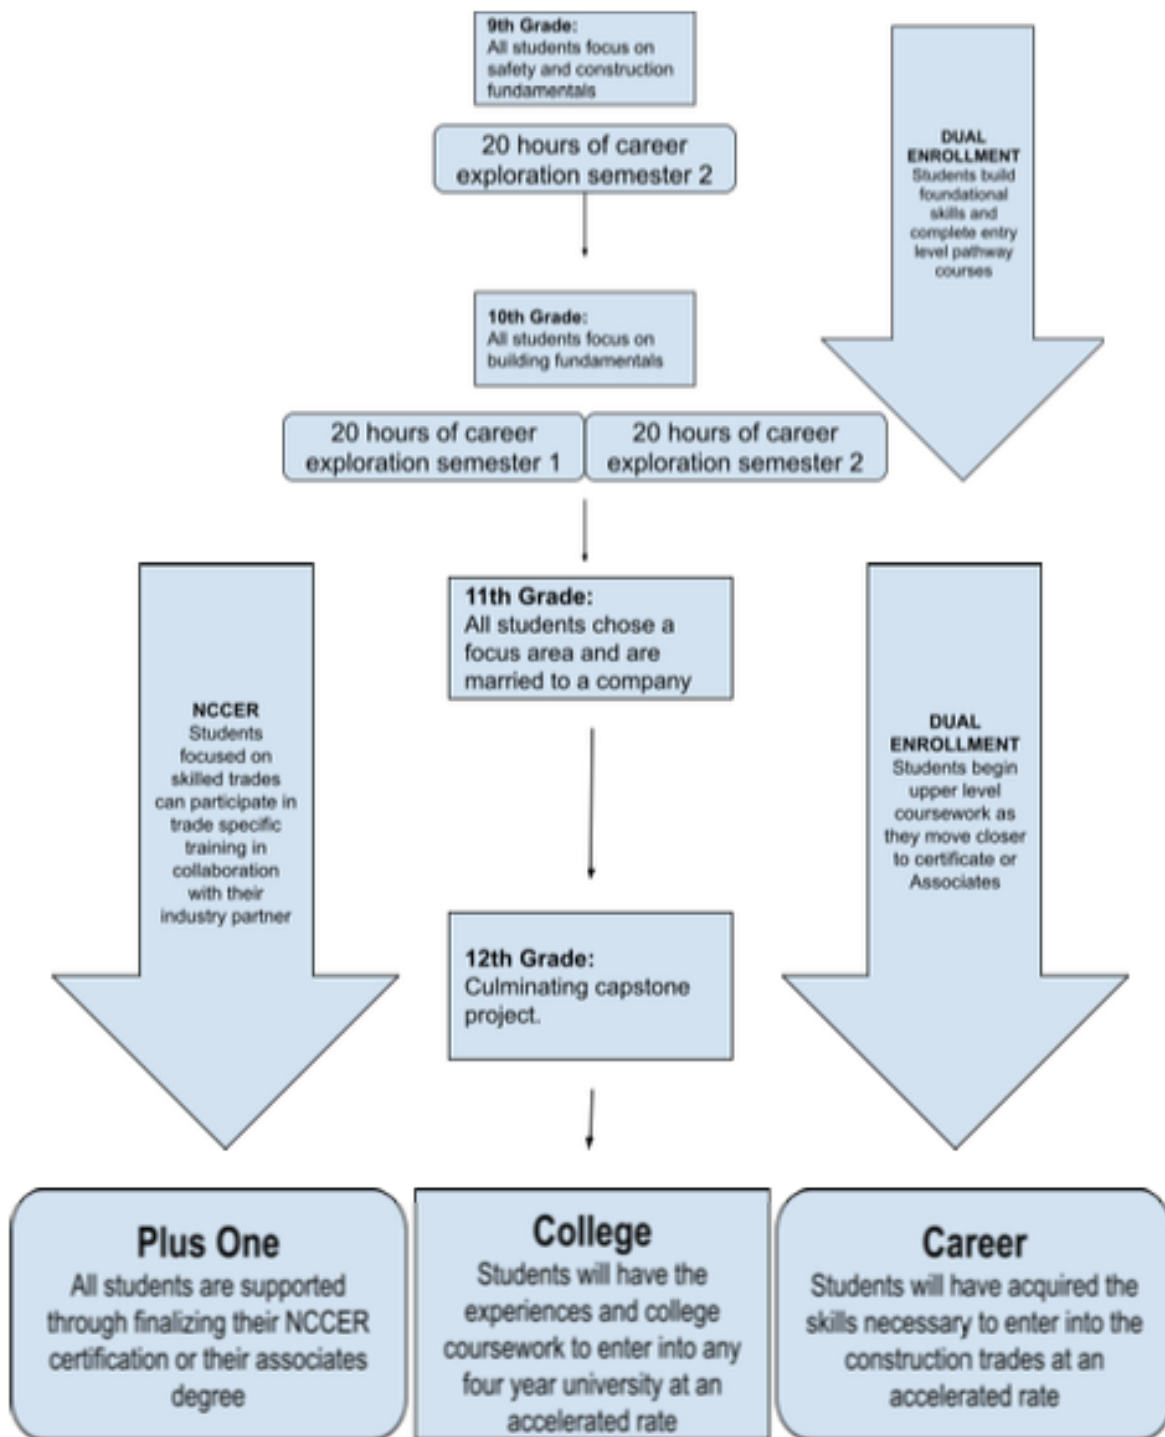 9th Grade:
All students focus on
safety and construction
fundamentals
20 hours of career
exploration semester 2
DUAL
ENROLLMENT
Students build
foundational
skills and
complete entry
level pathway
courses
10th Grade:
All students focus on
building fundamentals
20 hours of career
exploration semester 1
20 hours of career
exploration semester 2
11th Grade:
All students chose a
focus area and are
married to a company
NCCER
Students
focused on
skilled trades
can participate in
trade specific
training in
collaboration
with their
industry partner
DUAL
ENROLLMENT
Students begin
upper level
coursework as
they move closer
to certificate or
Associates
12th Grade:
Culminating capstone
project.
Plus One
All students are supported
through finalizing their NCCER
certification or their associates
degree
College
Students will have the
experiences and college
coursework to enter into any
four year university at an
accelerated rate
Career
Students will have acquired the
skills necessary to enter into the
construction trades at an
accelerated rate